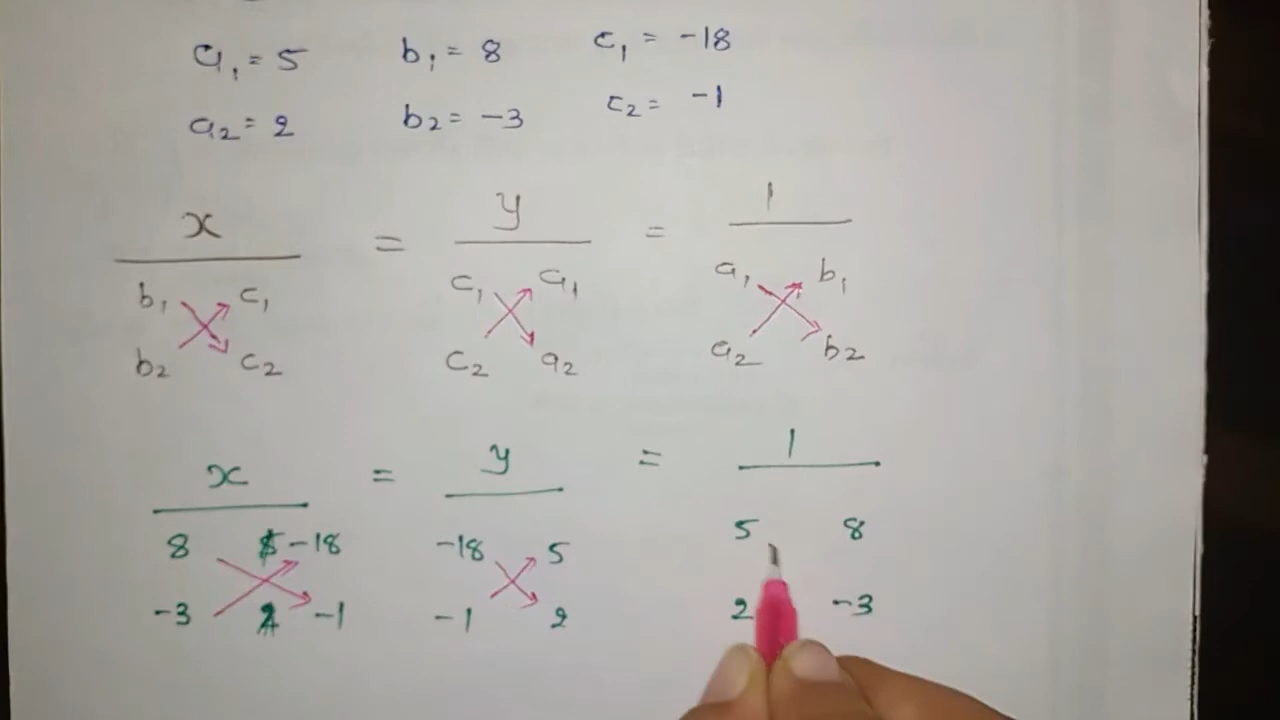 a₁ = 5 b₁ = 8 c₁ = -18
a₂ = 2 b₂ = -3 c₂ = -1
x = y = 1
b₁ c₁ c₁ a₁ a₁ b₁
b₂ c₂ c₂ a₂ a₂ b₂
x = y = 1
8 -18 -18 5 5 8
-3 -1 -1 2 2 -3